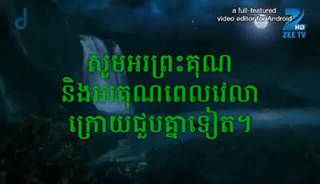 a full-featured
video editor for Android
Z HD
ZEE TV
សូមអរព្រះគុណ
និងអរគុណពេលវេលា
ក្រោយជួបគ្នាទៀត។